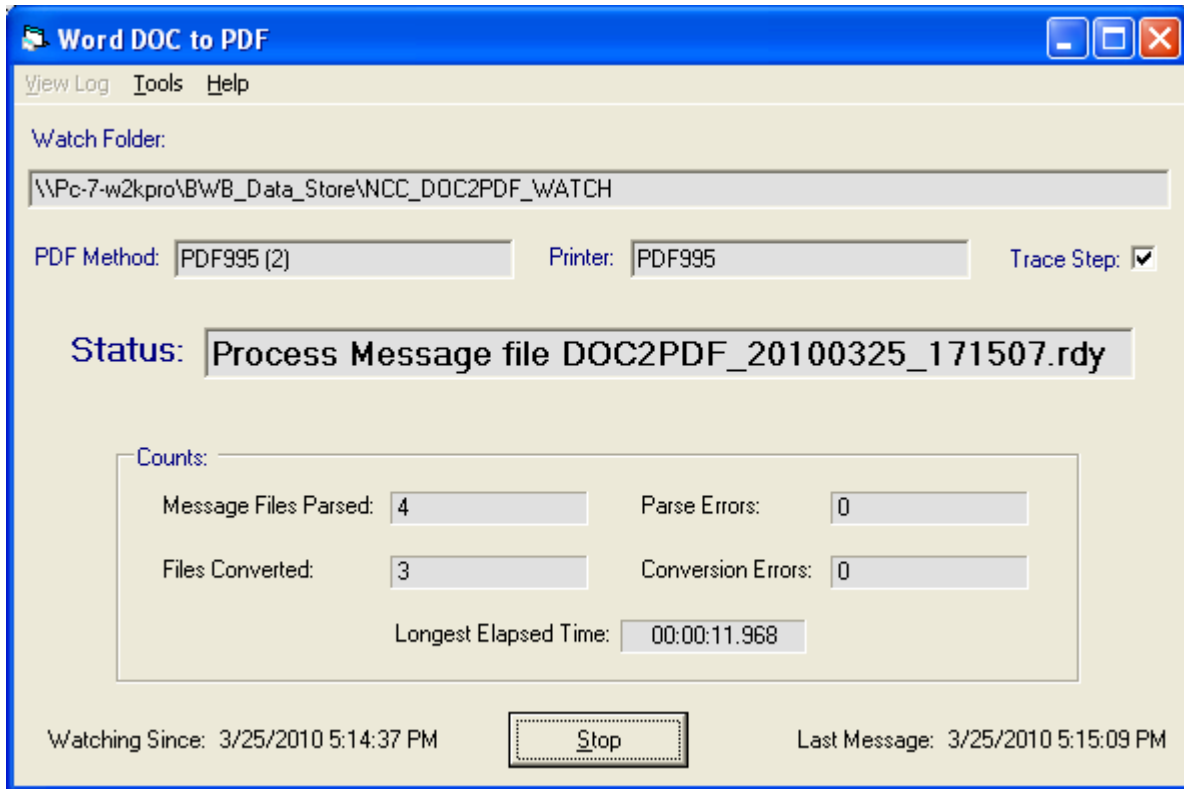 Word DOC to PDF
View Log Tools Help
Watch Folder:
\\Pc-7-w2kpro\BWB_Data_Store\NCC_DOC2PDF_WATCH
PDF Method: PDF995 (2) Printer: PDF995 Trace Step:
Status: Process Message file DOC2PDF_20100325_171507.rdy
Counts:
Message Files Parsed: 4 Parse Errors: 0
Files Converted: 3 Conversion Errors: 0
Longest Elapsed Time: 00:00:11.968
Watching Since: 3/25/2010 5:14:37 PM Stop Last Message: 3/25/2010 5:15:09 PM